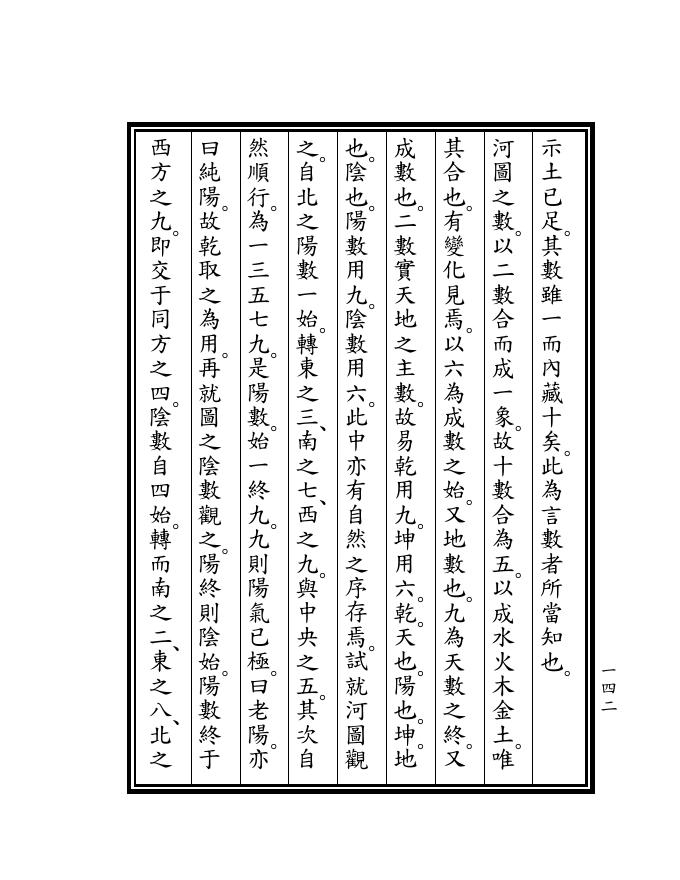 示土已足。其數雖一而內藏十矣。此為言數者所當知也。
河圖之數。以二數合而成一象。故十數合為五。以成水火木金土。唯
其合也。有變化見焉。以六為成數之始。又地數也。九為天數之終。又
成數也。二數實天地之主數。故易乾用九。坤用六。乾。天也。陽也。坤。地
也。陰也。陽數用九。陰數用六。此中亦有自然之序存焉。試就河圖觀
之。自北之陽數一始。轉東之三、南之七、西之九。與中央之五。其次自
然順行。為一三五七九。是陽數。始一終九。九則陽氣已極。曰老陽。亦
曰純陽。故乾取之為用。再就圖之陰數觀之。陽終則陰始。陽數終于
西方之九。即交于同方之四。陰數自四始。轉而南之二、東之八、北之
一四二